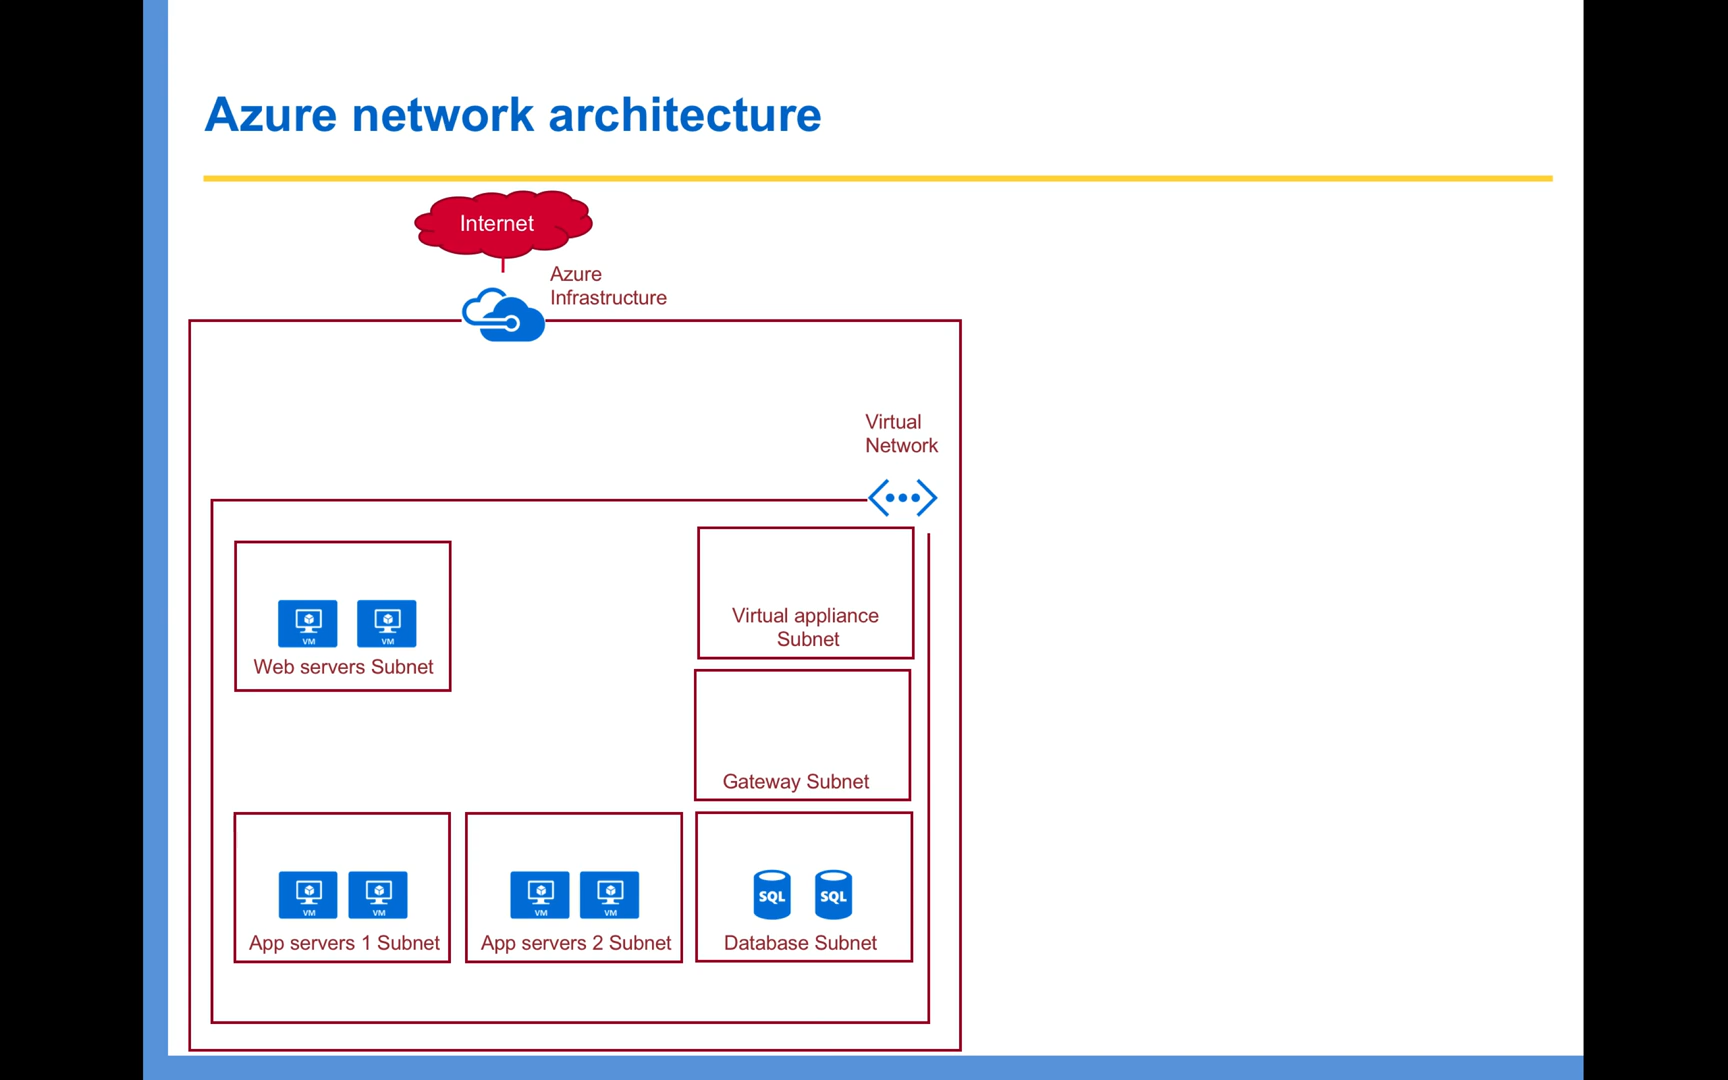 Azure network architecture
Internet
Azure
Infrastructure
Virtual
Network
VM
VM
Web servers Subnet
Virtual appliance
Subnet
Gateway Subnet
VM
VM
App servers 1 Subnet
VM
VM
App servers 2 Subnet
SQL
SQL
Database Subnet